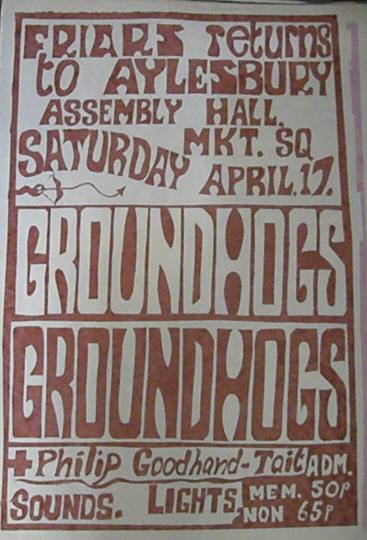 FRIARS returns
to AYLESBURY
ASSEMBLY HALL.
MKT. SQ
SATURDAY APRIL.17.
GROUNDHOGS
GROUNDHOGS
+Philip Goodhand-Tait ADM.
SOUNDS. LIGHTS. MEM. 50p
NON 65p